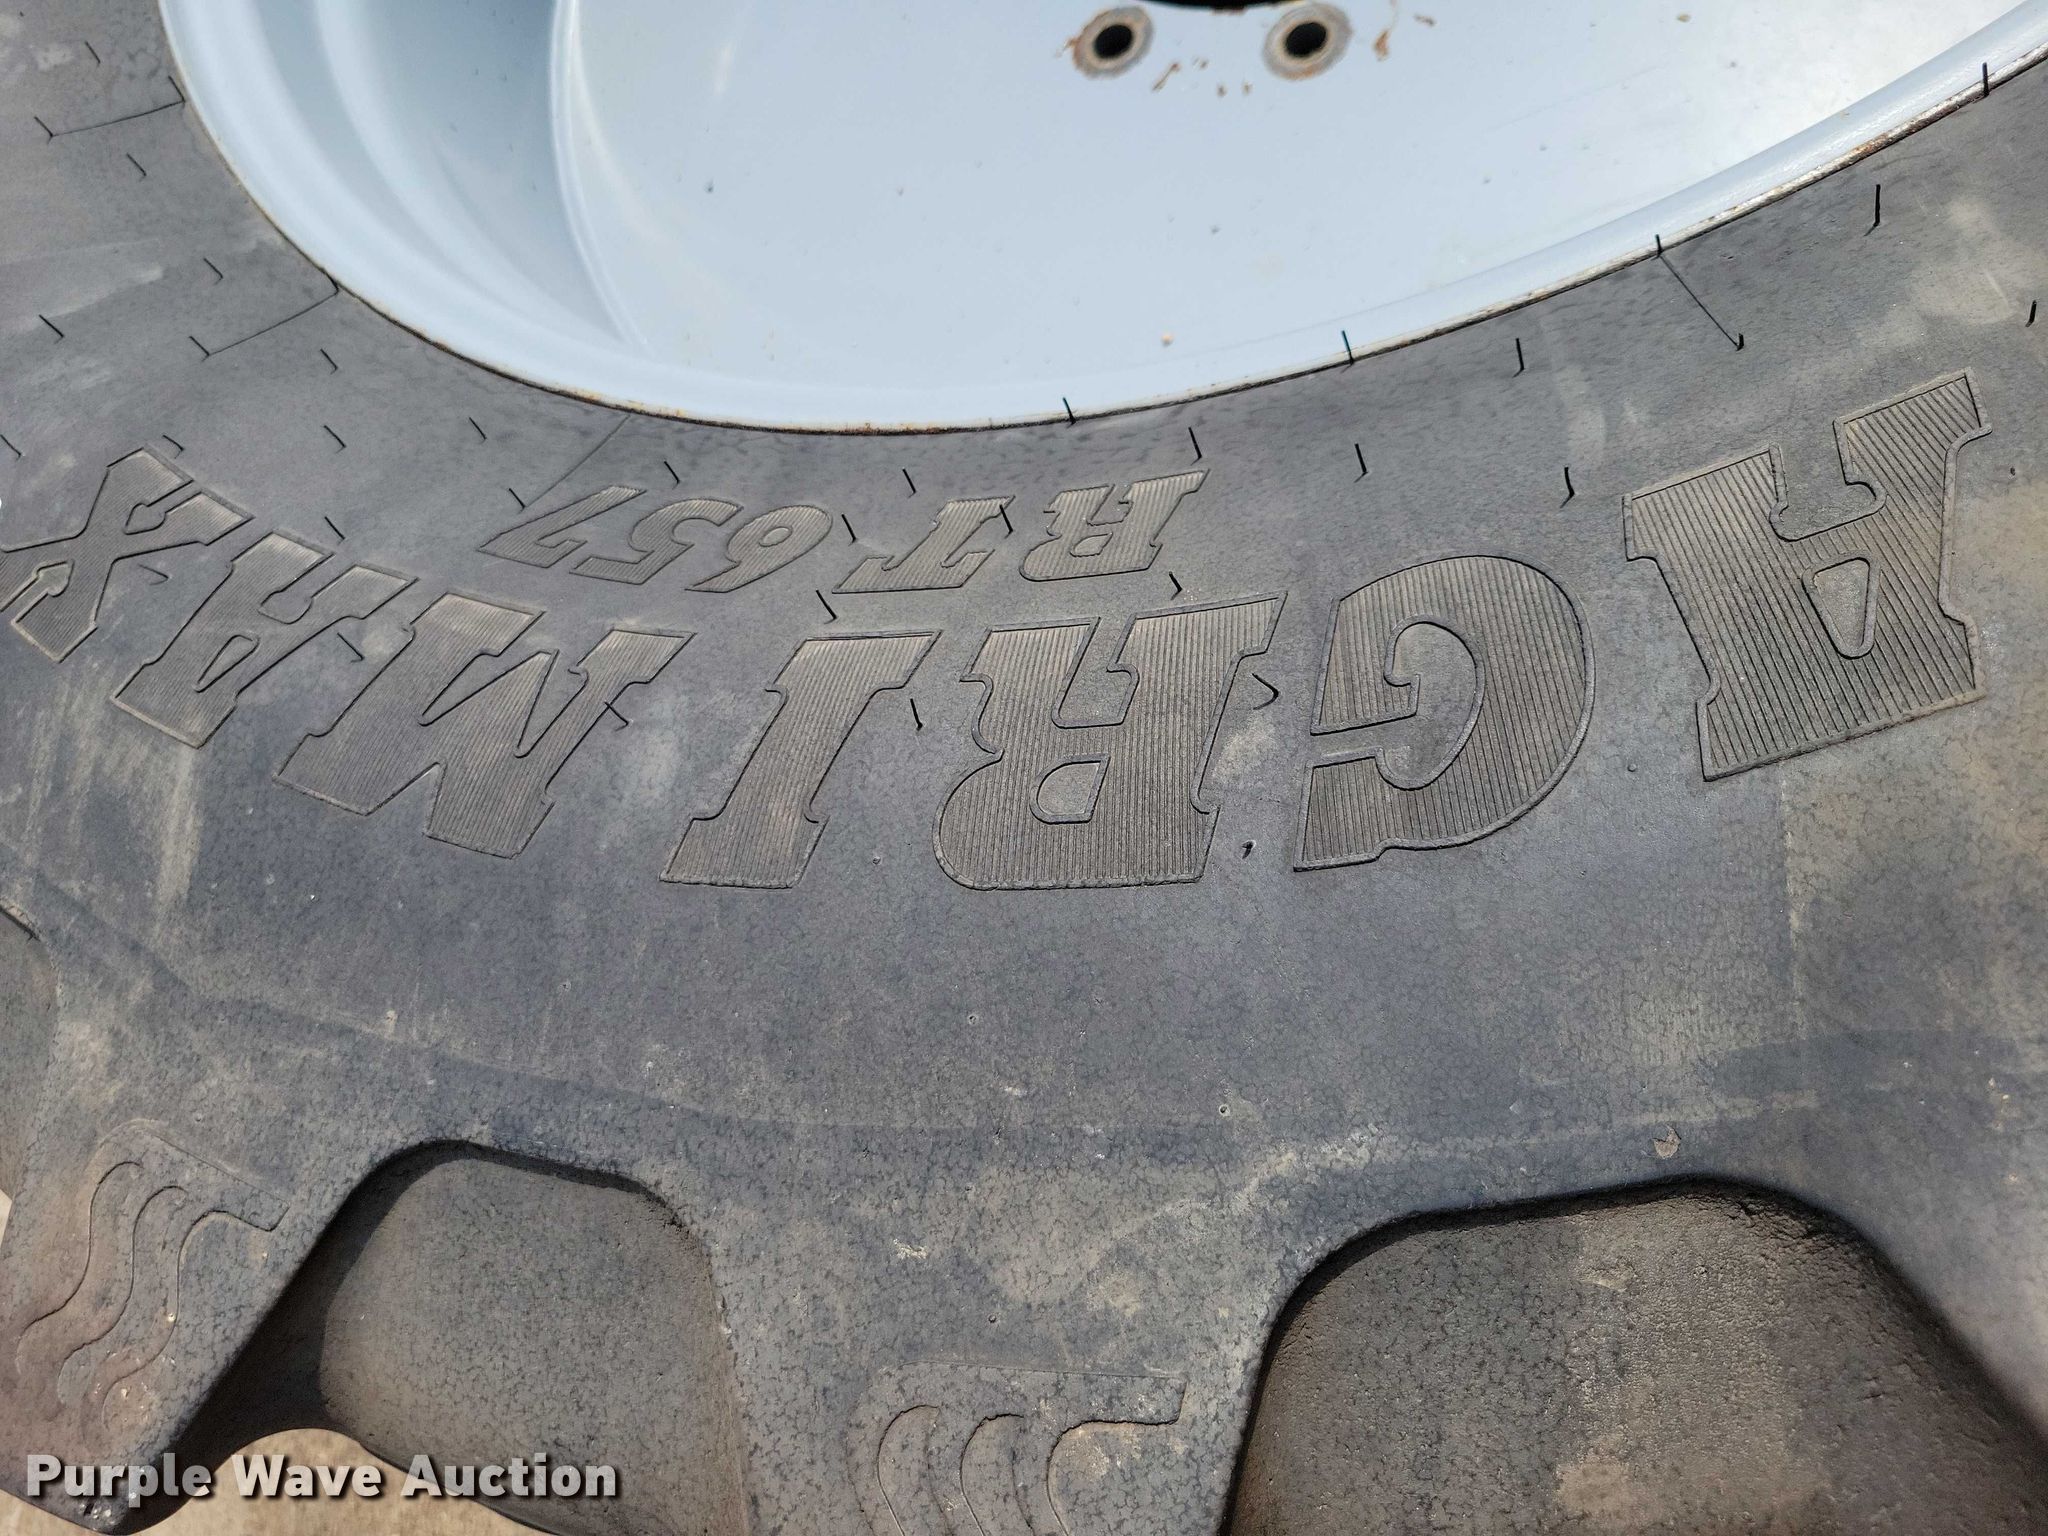 AGRIMAX
RT 657
Purple Wave Auction